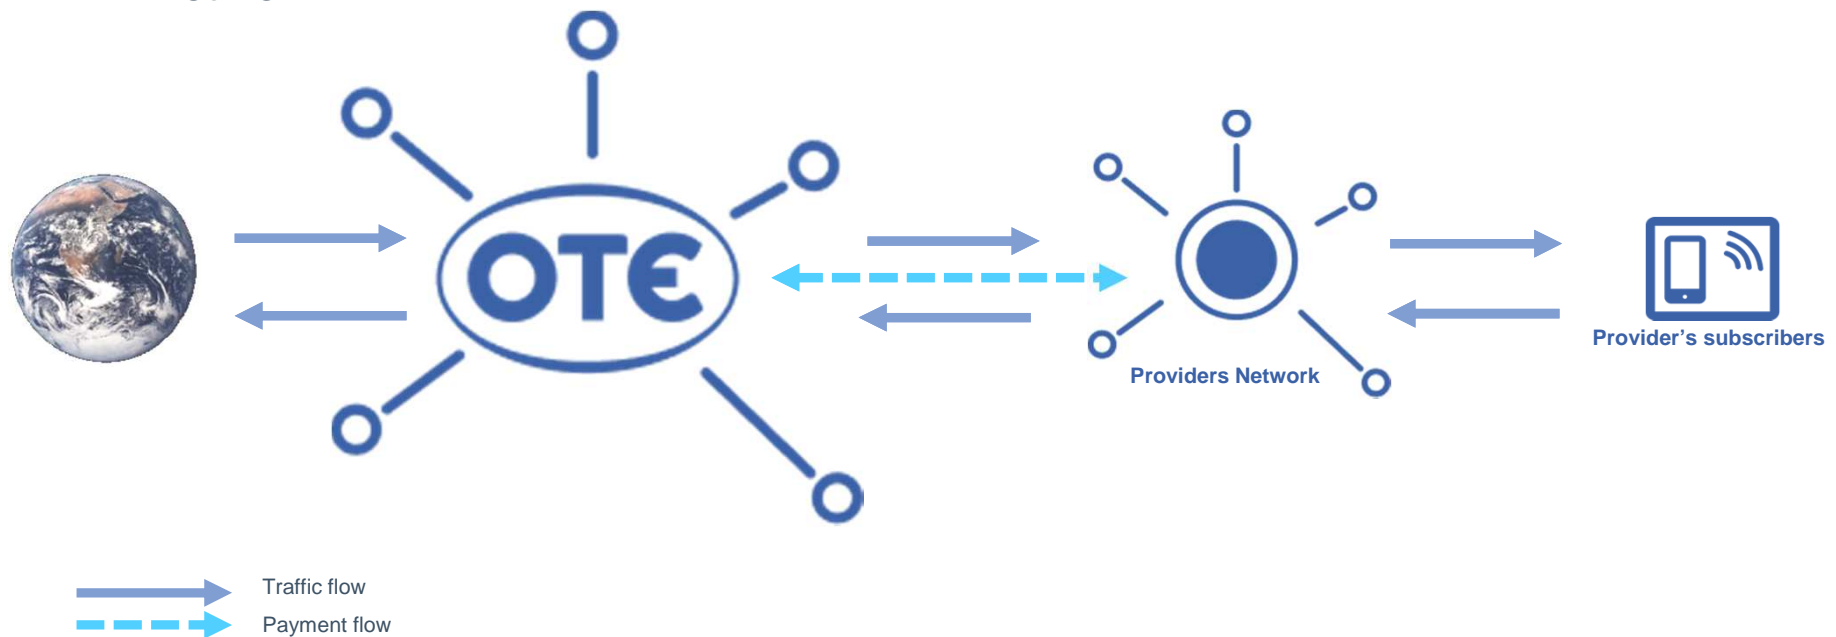 OTE
Providers Network
Provider’s subscribers
Traffic flow
Payment flow